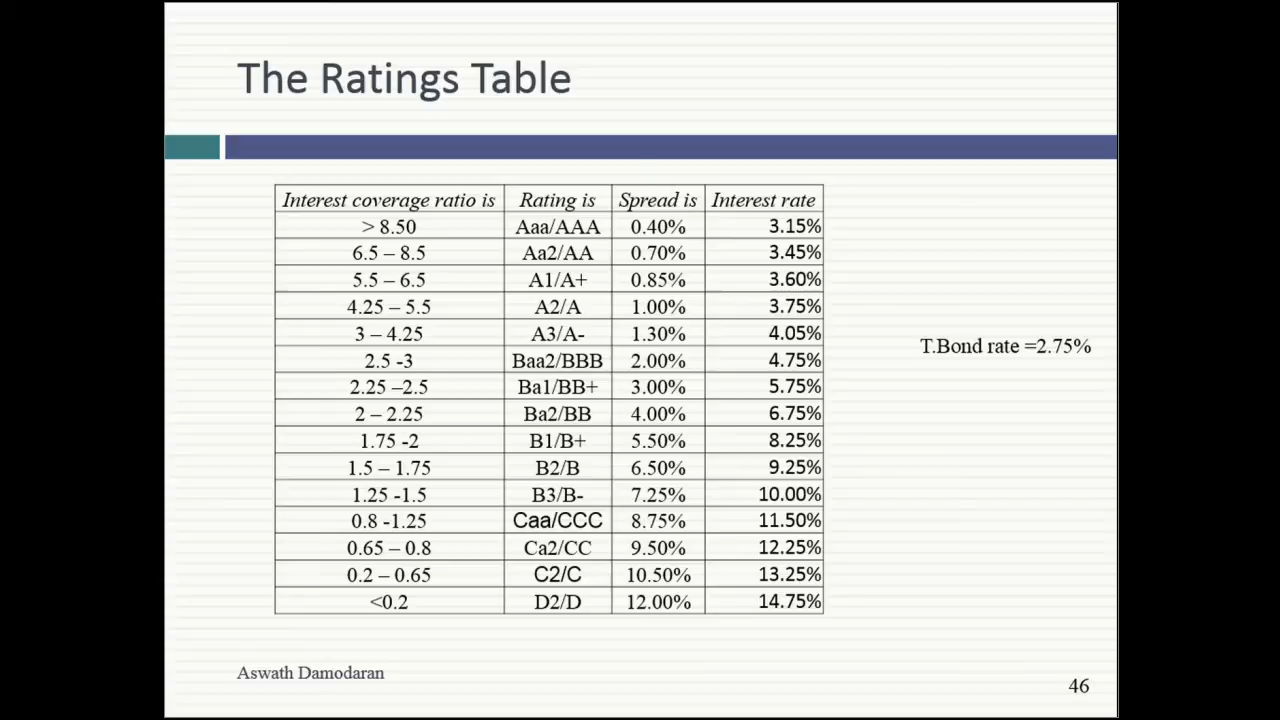 The Ratings Table
Interest coverage ratio is Rating is Spread is Interest rate
> 8.50 Aaa/AAA 0.40% 3.15%
6.5 – 8.5 Aa2/AA 0.70% 3.45%
5.5 – 6.5 A1/A+ 0.85% 3.60%
4.25 – 5.5 A2/A 1.00% 3.75%
3 – 4.25 A3/A- 1.30% 4.05%
T.Bond rate =2.75%
2.5 -3 Baa2/BBB 2.00% 4.75%
2.25 –2.5 Ba1/BB+ 3.00% 5.75%
2 – 2.25 Ba2/BB 4.00% 6.75%
1.75 -2 B1/B+ 5.50% 8.25%
1.5 – 1.75 B2/B 6.50% 9.25%
1.25 -1.5 B3/B- 7.25% 10.00%
0.8 -1.25 Caa/CCC 8.75% 11.50%
0.65 – 0.8 Ca2/CC 9.50% 12.25%
0.2 – 0.65 C2/C 10.50% 13.25%
<0.2 D2/D 12.00% 14.75%
Aswath Damodaran
46